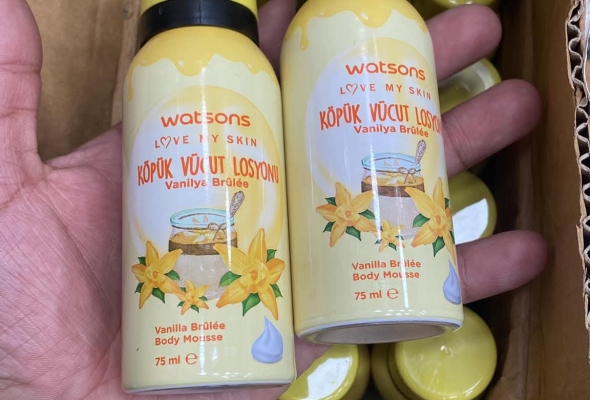 watsons
LOVE MY SKIN
KÖPÜK VÜCUT LOSYONU
Vanilya Brûlée
Vanilla Brûlée
Body Mousse
75 ml e
watsons
LOVE MY SKIN
KÖPÜK VÜCUT LOSYONU
Vanilya Brûlée
Vanilla Brûlée
Body Mousse
75 ml e